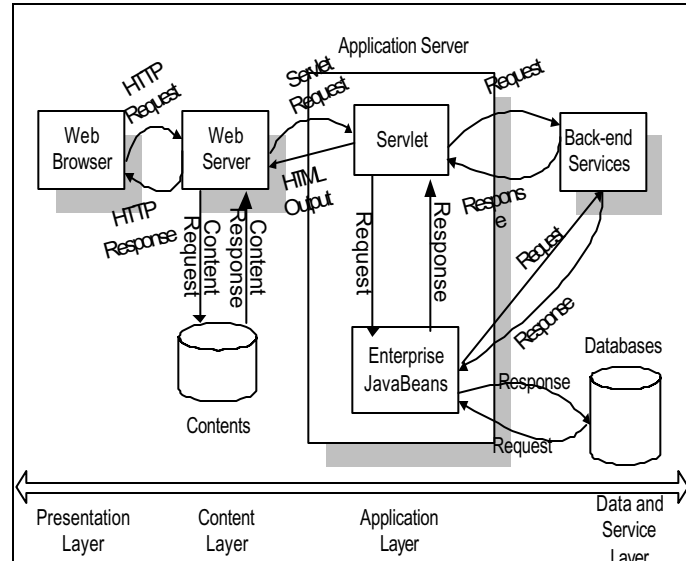 Application Server
HTTP
Request
Servlet
Request
Request
Web
Browser
Web
Server
Servlet
Back-end
Services
HTTP
Response
HTML
Output
Respons
e
Content
Request
Content
Response
Request
Response
Request
Response
Contents
Enterprise
JavaBeans
Databases
Response
Request
Presentation
Layer
Content
Layer
Application
Layer
Data and
Service
Layer